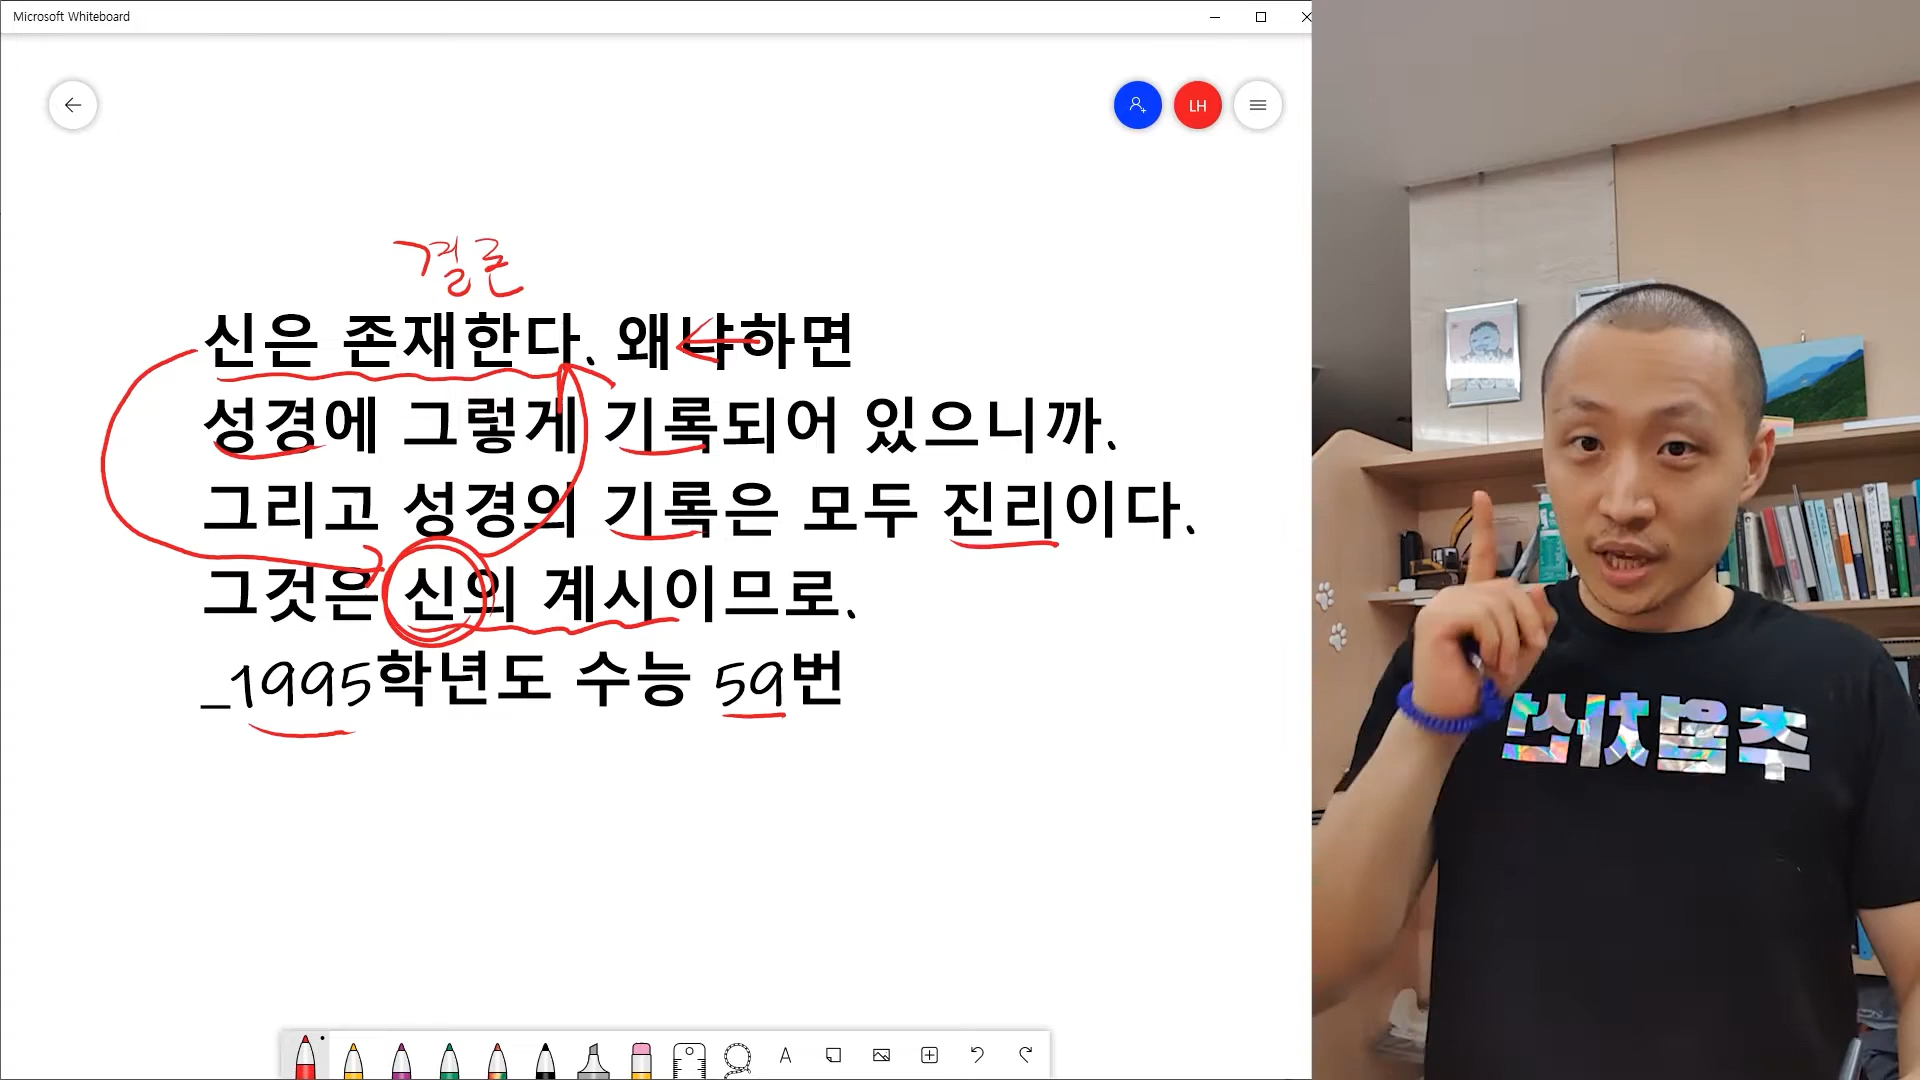 Microsoft Whiteboard
LH
결론
신은 존재한다. 왜냐하면
성경에 그렇게 기록되어 있으니까.
그리고 성경의 기록은 모두 진리이다.
그것은 신의 계시이므로.
_1995학년도 수능 59번
A